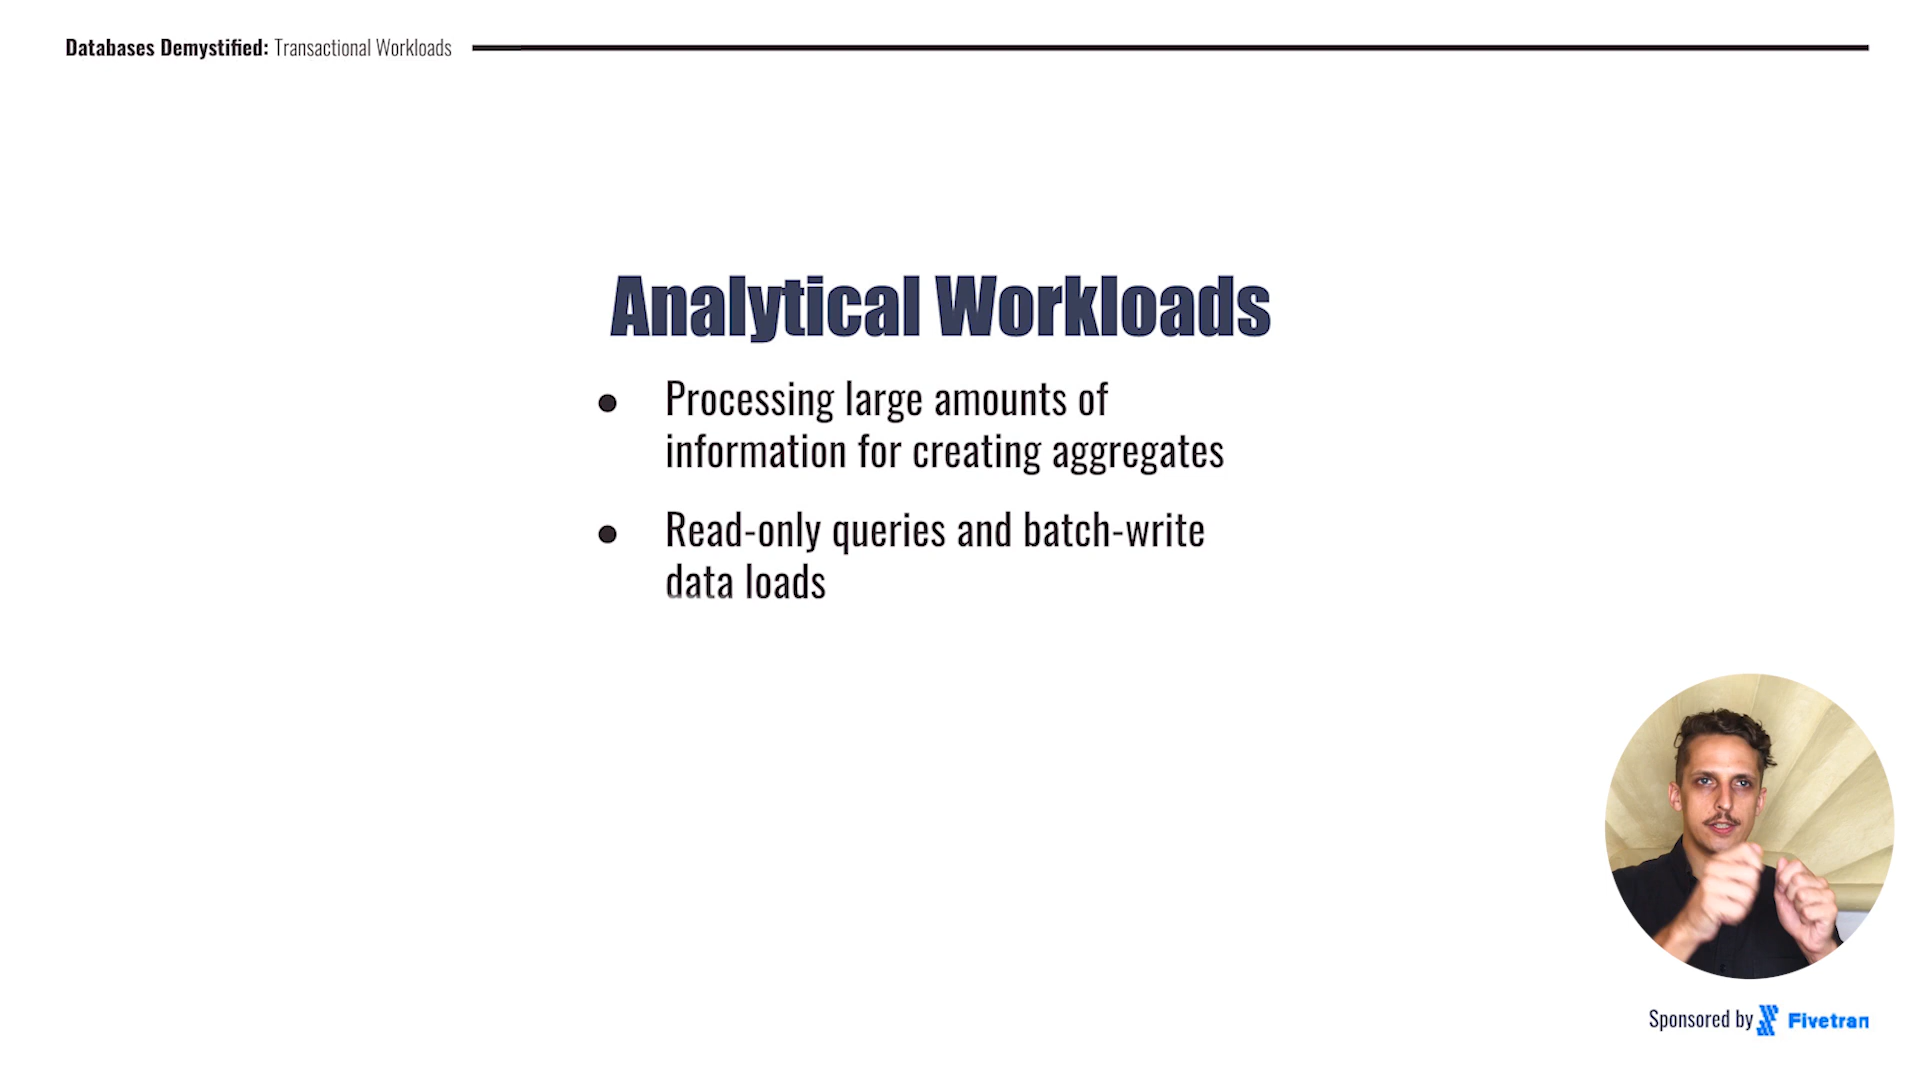 Databases Demystified: Transactional Workloads
Analytical Workloads
● Processing large amounts of
information for creating aggregates
● Read-only queries and batch-write
data loads
Sponsored by Fivetran